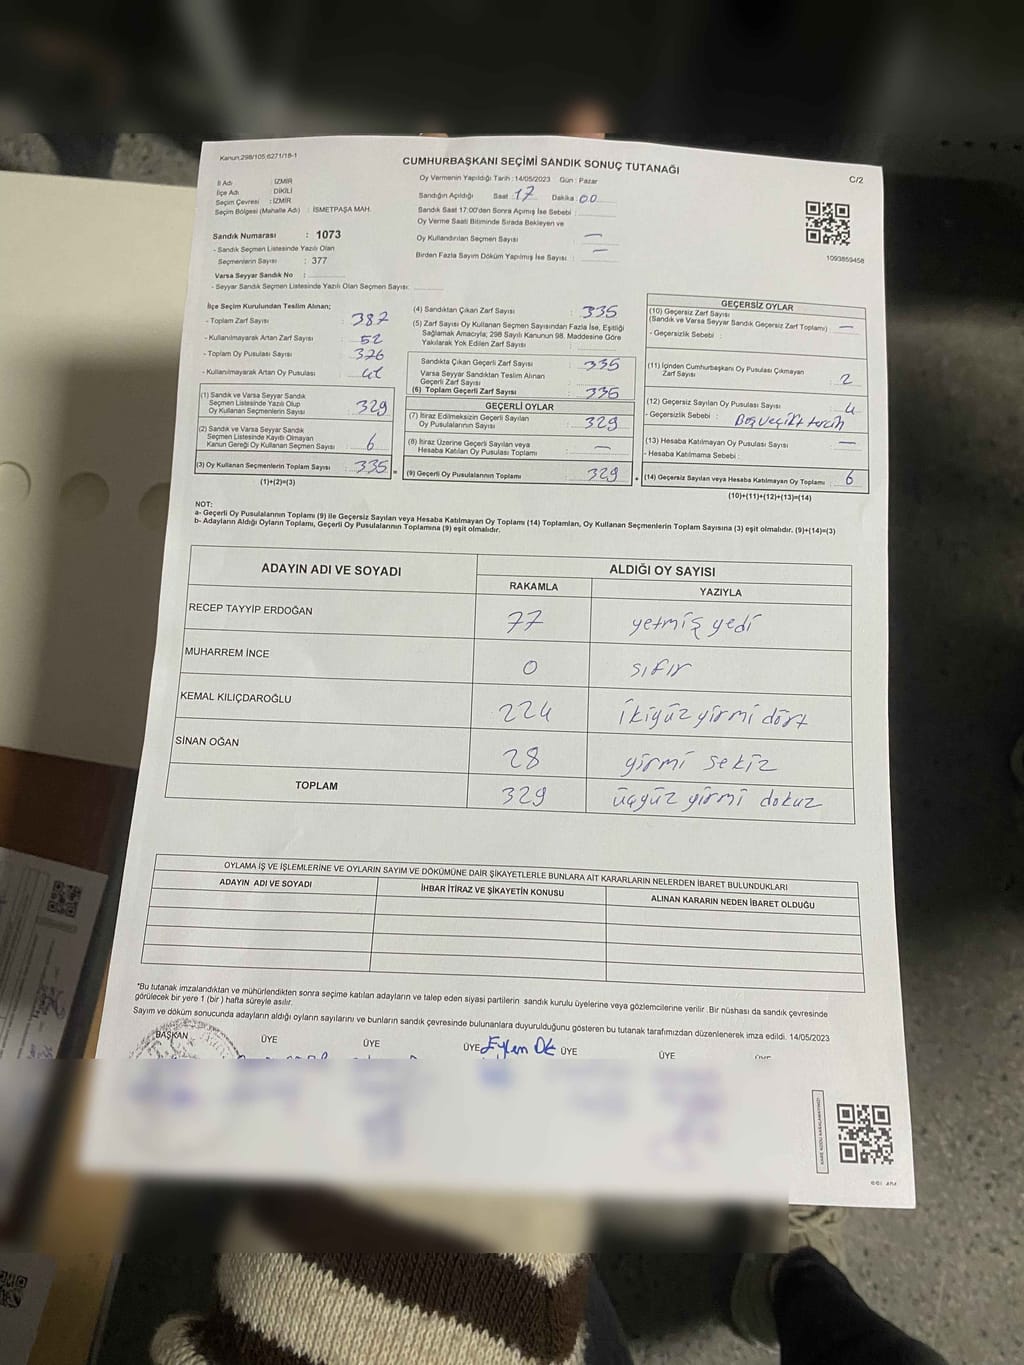 Kanun;298/105;6271/18-1
CUMHURBAŞKANI SEÇİMİ SANDIK SONUÇ TUTANAĞI
C/2
Oy Vermenin Yapıldığı Tarih : 14/05/2023 Gün : Pazar
İl Adı : İZMİR
İlçe Adı : DİKİLİ
Seçim Çevresi : İZMİR
Seçim Bölgesi (Mahalle Adı) : İSMETPAŞA MAH.
Sandık Numarası : 1073
- Sandık Seçmen Listesinde Yazılı Olan
Seçmenlerin Sayısı : 377
Varsa Seyyar Sandık No :
- Seyyar Sandık Seçmen Listesinde Yazılı Olan Seçmen Sayısı:
Sandığın Açıldığı Saat 17 Dakika : 00
Sandık Saat 17:00'den Sonra Açımış İse Sebebi :
Oy Verme Saati Bitiminde Sırada Bekleyen ve
Oy Kullandırılan Seçmen Sayısı : —
Birden Fazla Sayım Döküm Yapılmış İse Sayısı : —
1093859458
İlçe Seçim Kurulundan Teslim Alınan;
- Toplam Zarf Sayısı : 387
- Kullanılmayarak Artan Zarf Sayısı : 52
- Toplam Oy Pusulası Sayısı : 376
- Kullanılmayarak Artan Oy Pusulası : 41
(1) Sandık ve Varsa Seyyar Sandık
Seçmen Listesinde Yazılı Olup
Oy Kullanan Seçmenlerin Sayısı : 329
(2) Sandık ve Varsa Seyyar Sandık
Seçmen Listesinde Kayıtlı Olmayan
Kanun Gereği Oy Kullanan Seçmen Sayısı : 6
(3) Oy Kullanan Seçmenlerin Toplam Sayısı : 335
(1)+(2)=(3)
(4) Sandıktan Çıkan Zarf Sayısı : 335
(5) Zarf Sayısı Oy Kullanan Seçmen Sayısından Fazla İse, Eşitliği
Sağlamak Amacıyla; 298 Sayılı Kanunun 98. Maddesine Göre
Yakılarak Yok Edilen Zarf Sayısı :
Sandıkta Çıkan Geçerli Zarf Sayısı : 335
Varsa Seyyar Sandıktan Teslim Alınan
Geçerli Zarf Sayısı
(6) Toplam Geçerli Zarf Sayısı : 335
GEÇERLİ OYLAR
(7) İtiraz Edilmeksizin Geçerli Sayılan
Oy Pusulalarının Sayısı : 329
(8) İtiraz Üzerine Geçerli Sayılan veya
Hesaba Katılan Oy Pusulası Toplamı : —
(9) Geçerli Oy Pusulalarının Toplamı : 329
GEÇERSİZ OYLAR
(10) Geçersiz Zarf Sayısı
(Sandık ve Varsa Seyyar Sandık Geçersiz Zarf Toplamı) : —
- Geçersizlik Sebebi :
(11) İçinden Cumhurbaşkanı Oy Pusulası Çıkmayan
Zarf Sayısı : 2
(12) Geçersiz Sayılan Oy Pusulası Sayısı : 4
- Geçersizlik Sebebi : Boş ve çift tercih
(13) Hesaba Katılmayan Oy Pusulası Sayısı : —
- Hesaba Katılmama Sebebi :
(14) Geçersiz Sayılan veya Hesaba Katılmayan Oy Toplamı : 6
(10)+(11)+(12)+(13)=(14)
NOT:
a- Geçerli Oy Pusulalarının Toplamı (9) ile Geçersiz Sayılan veya Hesaba Katılmayan Oy Toplamı (14) Toplamları, Oy Kullanan Seçmenlerin Toplam Sayısına (3) eşit olmalıdır. (9)+(14)=(3)
b- Adayların Aldığı Oyların Toplamı, Geçerli Oy Pusulalarının Toplamına (9) eşit olmalıdır.
ADAYIN ADI VE SOYADI ALDIĞI OY SAYISI
RAKAMLA YAZIYLA
RECEP TAYYİP ERDOĞAN 77 yetmiş yedi
MUHARREM İNCE 0 sıfır
KEMAL KILIÇDAROĞLU 224 ikiyüz yirmi dört
SİNAN OĞAN 28 yirmi sekiz
TOPLAM 329 üçyüz yirmi dokuz
OYLAMA İŞ VE İŞLEMLERİNE VE OYLARIN SAYIM VE DÖKÜMÜNE DAİR ŞİKAYETLERLE BUNLARA AİT KARARLARIN NELERDEN İBARET BULUNDUKLARI
ADAYIN ADI VE SOYADI İHBAR İTİRAZ VE ŞİKAYETİN KONUSU ALINAN KARARIN NEDEN İBARET OLDUĞU
"Bu tutanak imzalandıktan ve mühürlendikten sonra seçime katılan adayların ve talep eden siyasi partilerin sandık kurulu üyelerine veya gözlemcilerine verilir. Bir nüshası da sandık çevresinde
görülecek bir yere 1 (bir) hafta süreyle asılır.
Sayım ve döküm sonucunda adayların aldığı oyların sayılarını ve bunların sandık çevresinde bulunanlara duyurulduğunu gösteren bu tutanak tarafımızdan düzenlenerek imza edildi. 14/05/2023
BAŞKAN ÜYE ÜYE ÜYE Eylem ÜYE ÜYE